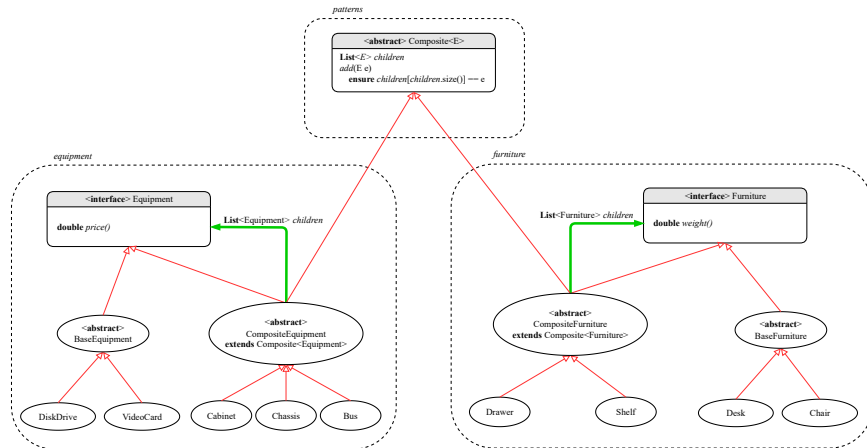 patterns
<abstract> Composite<E>
List<E> children
add(E e)
ensure children[children.size()] == e
equipment
<interface> Equipment
double price()
List<Equipment> children
<abstract>
BaseEquipment
<abstract>
CompositeEquipment
extends Composite<Equipment>
DiskDrive
VideoCard
Cabinet
Chassis
Bus
furniture
<interface> Furniture
double weight()
List<Furniture> children
<abstract>
CompositeFurniture
extends Composite<Furniture>
<abstract>
BaseFurniture
Drawer
Shelf
Desk
Chair